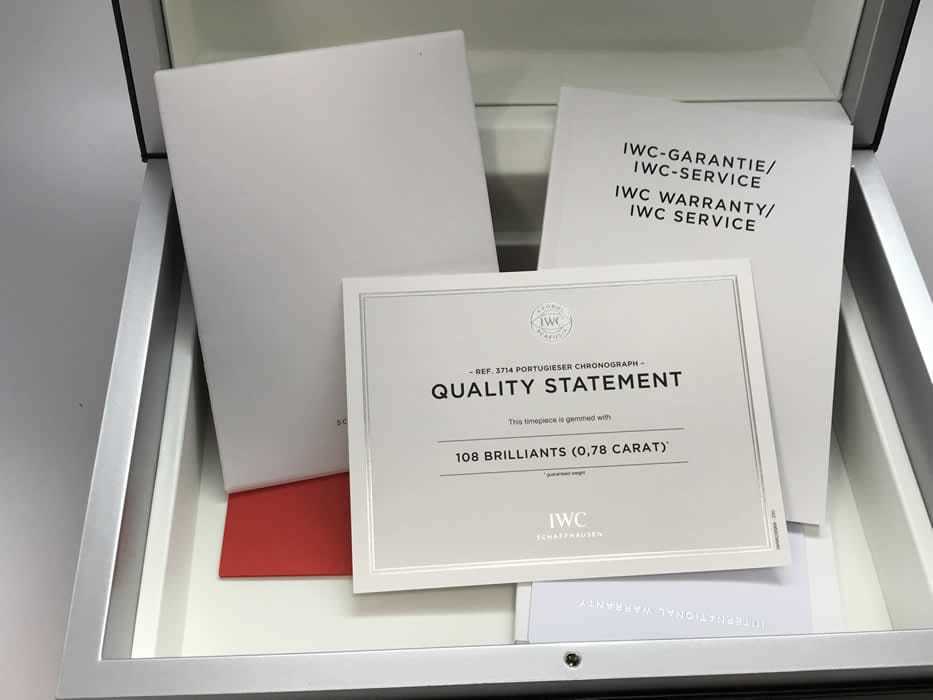 IWC-GARANTIE/
IWC-SERVICE
IWC WARRANTY/
IWC SERVICE
IWC
– REF. 3714 PORTUGIESER CHRONOGRAPH –
QUALITY STATEMENT
This timepiece is gemmed with
108 BRILLIANTS (0,78 CARAT)*
* guaranteed weight
IWC
SCHAFFHAUSEN
INTERNATIONAL WARRANTY